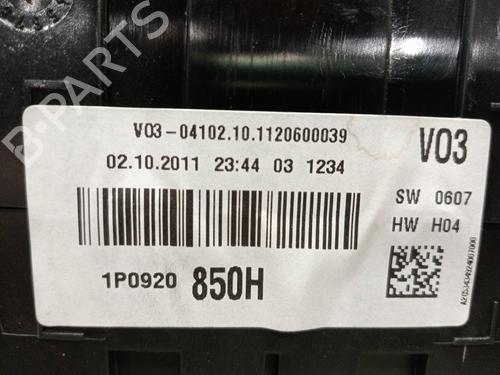 V03-04102.10.1120600039
02.10.2011 23:44 03 1234
V03
SW 0607
HW H04
1P0920 850H
B-PARTS